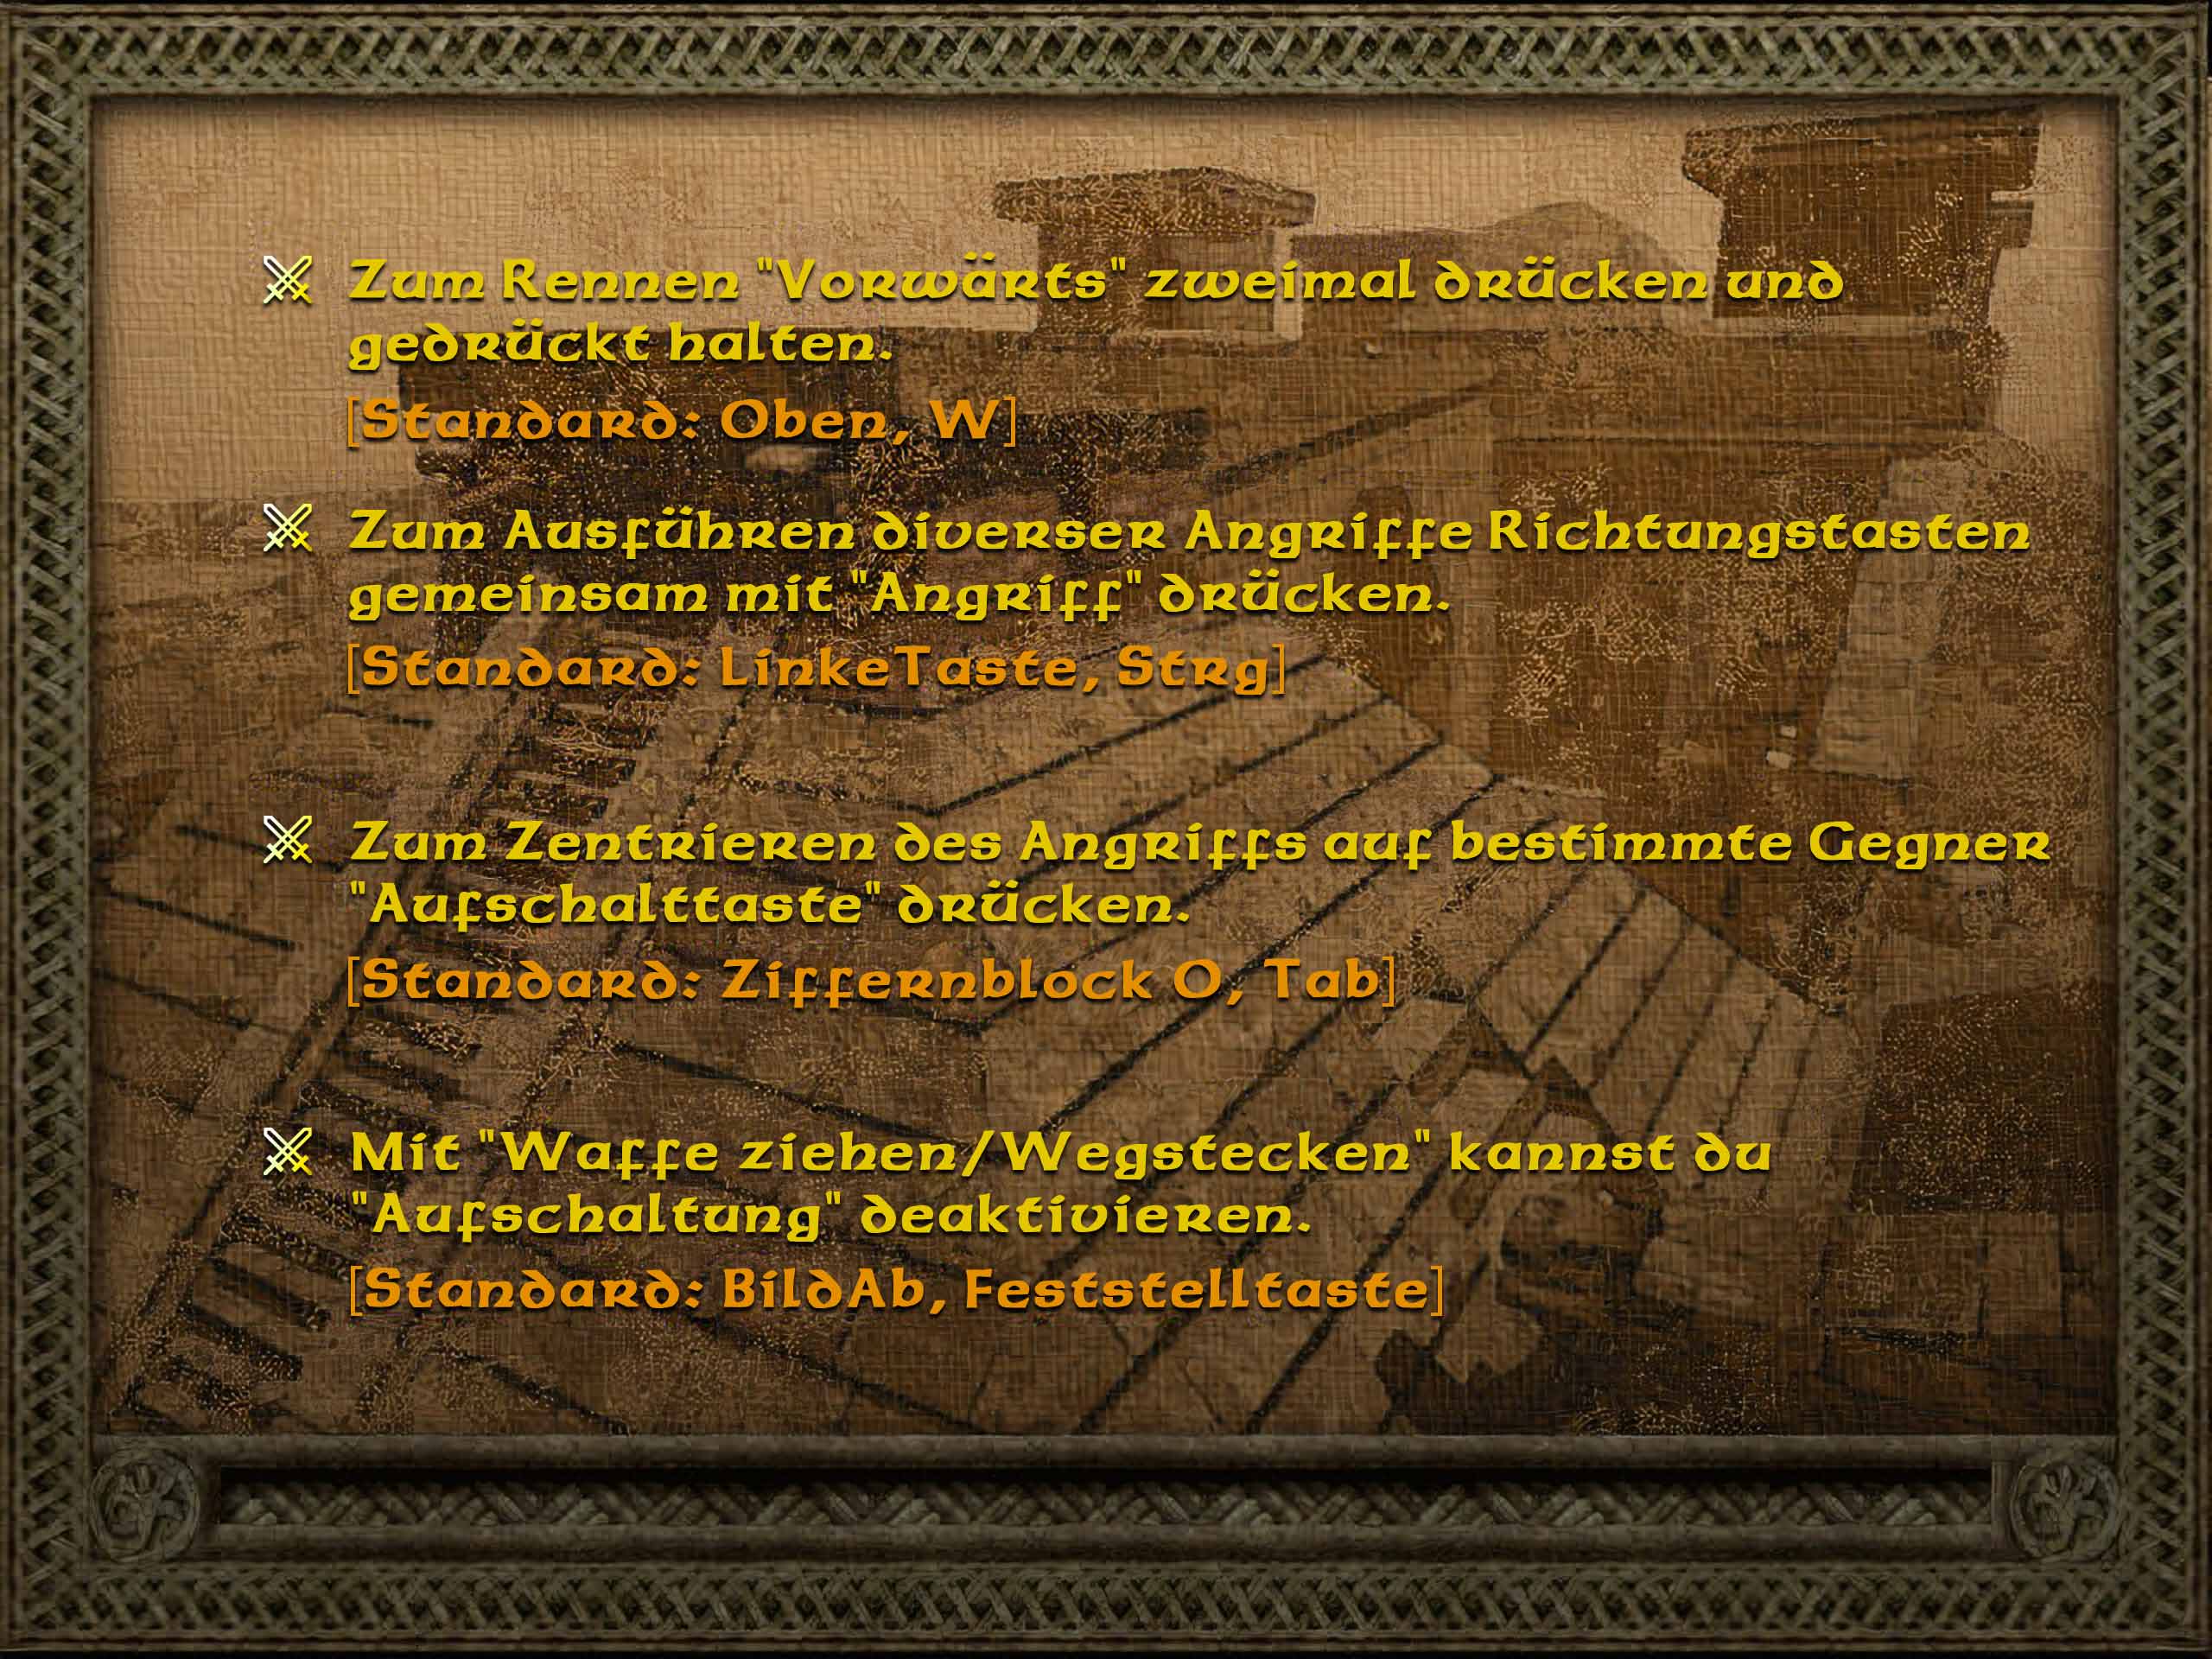 Zum Rennen "Vorwärts" zweimal drücken und
gedrückt halten.
[Standard: Oben, W]
Zum Ausführen diverser Angriffe Richtungstasten
gemeinsam mit "Angriff" drücken.
[Standard: LinkeTaste, Strg]
Zum Zentrieren des Angriffs auf bestimmte Gegner
"Aufschalttaste" drücken.
[Standard: Ziffernblock 0, Tab]
Mit "Waffe ziehen/Wegstecken" kannst du
"Aufschaltung" deaktivieren.
[Standard: BildAb, Feststelltaste]